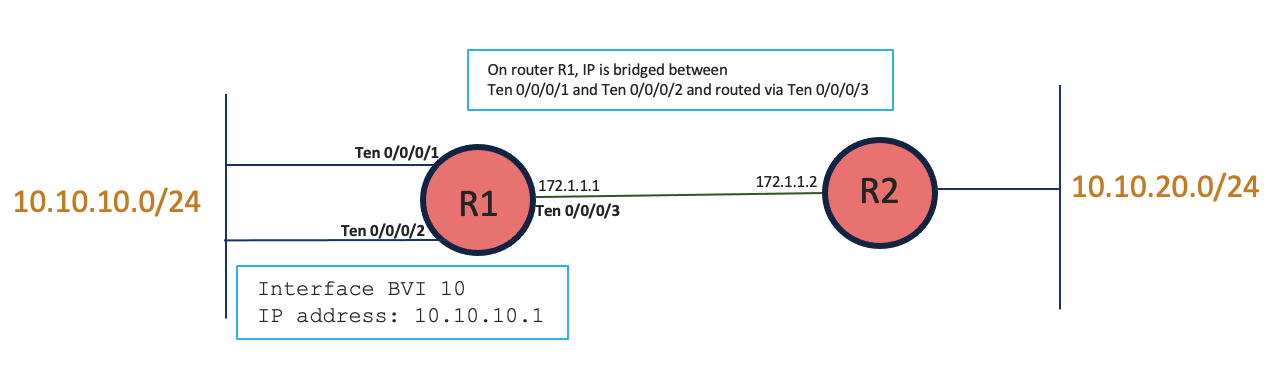 On router R1, IP is bridged between
Ten 0/0/0/1 and Ten 0/0/0/2 and routed via Ten 0/0/0/3
Ten 0/0/0/1
10.10.10.0/24
R1
172.1.1.1
Ten 0/0/0/3
172.1.1.2
R2
10.10.20.0/24
Ten 0/0/0/2
Interface BVI 10
IP address: 10.10.10.1